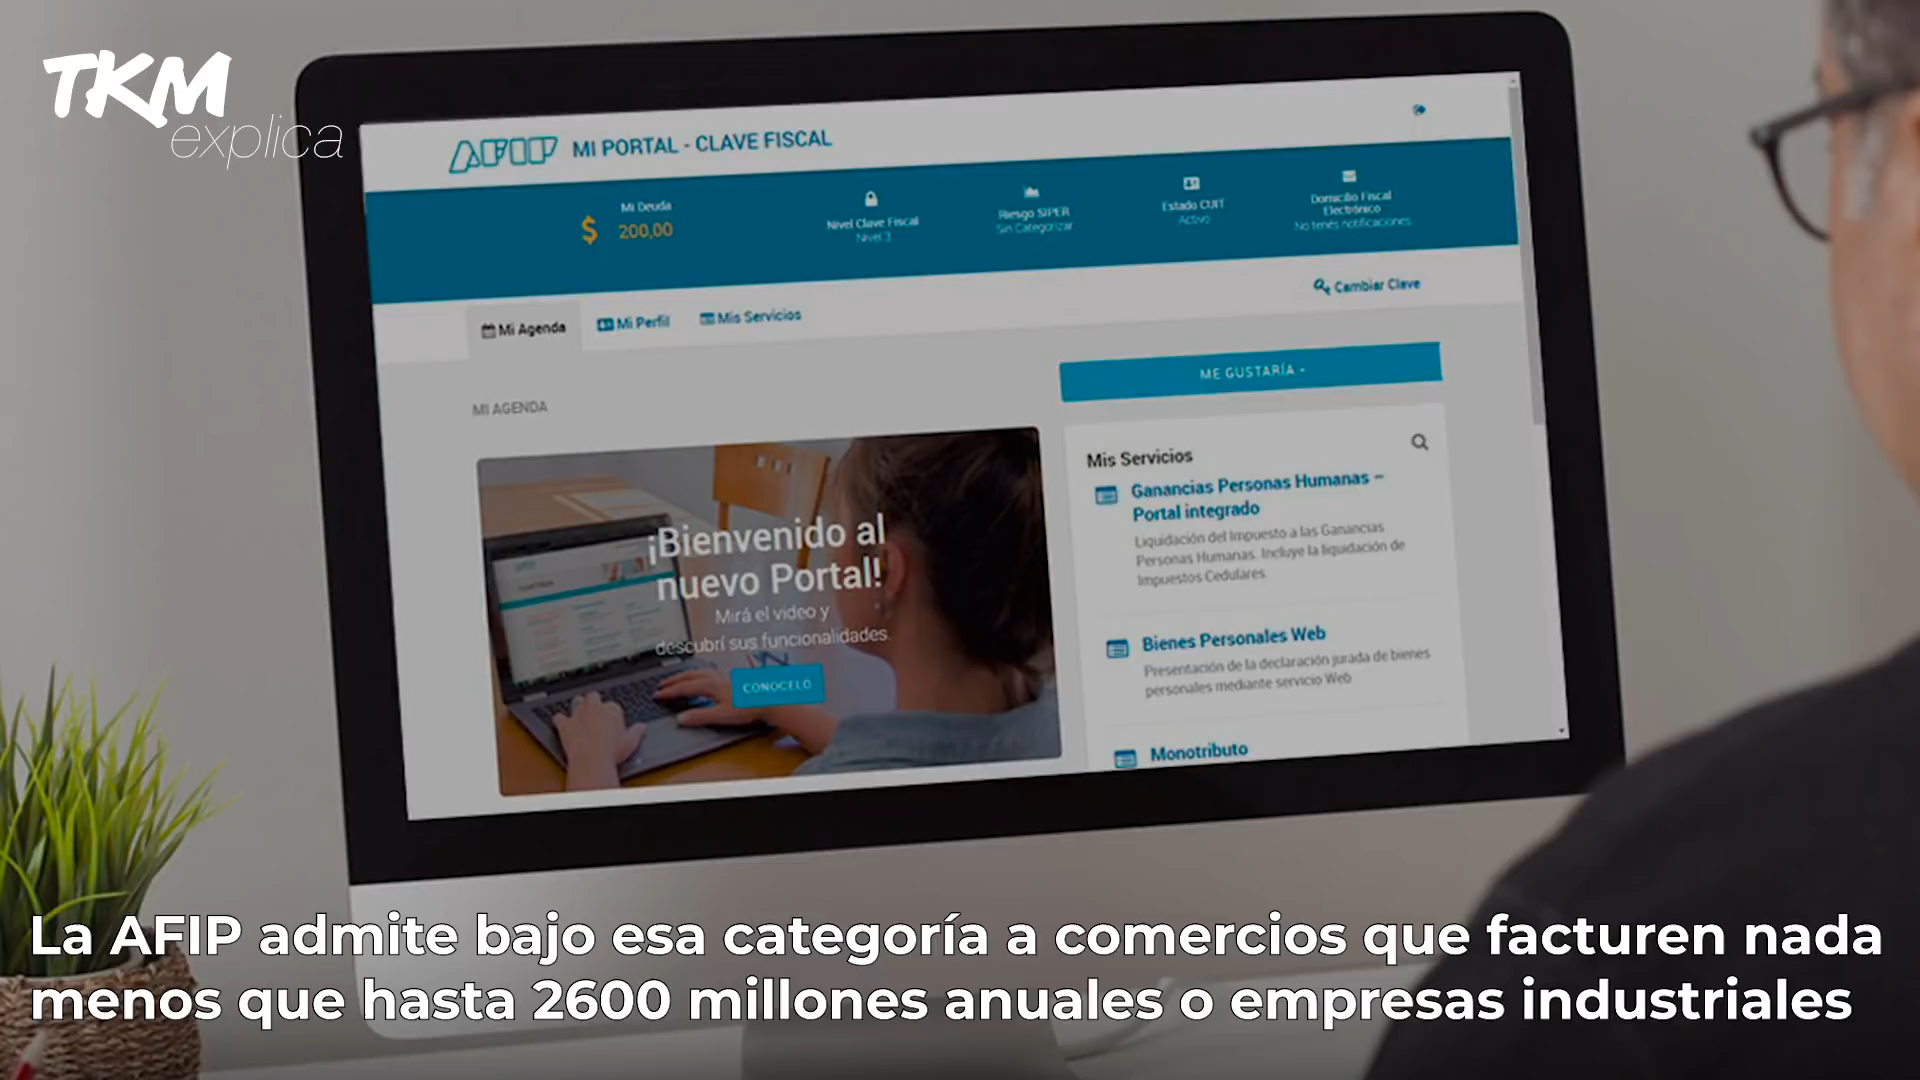 TKM
explica
AFIP MI PORTAL - CLAVE FISCAL
Mi Deuda
$ 200,00
Nivel Clave Fiscal
Nivel 3
Riesgo SIPER
Sin Categorizar
Estado CUIT
Activo
Domicilio Fiscal
Electrónico
No tenés notificaciones
Mi Agenda
Mi Perfil
Mis Servicios
Cambiar Clave
MI AGENDA
ME GUSTARÍA -
¡Bienvenido al
nuevo Portal!
Mirá el video y
descubrí sus funcionalidades.
CONOCELO
Mis Servicios
Ganancias Personas Humanas –
Portal integrado
Liquidación del Impuesto a las Ganancias
Personas Humanas. Incluye la liquidación de
Impuestos Cedulares
Bienes Personales Web
Presentación de la declaración jurada de bienes
personales mediante servicio Web
Monotributo
La AFIP admite bajo esa categoría a comercios que facturen nada
menos que hasta 2600 millones anuales o empresas industriales